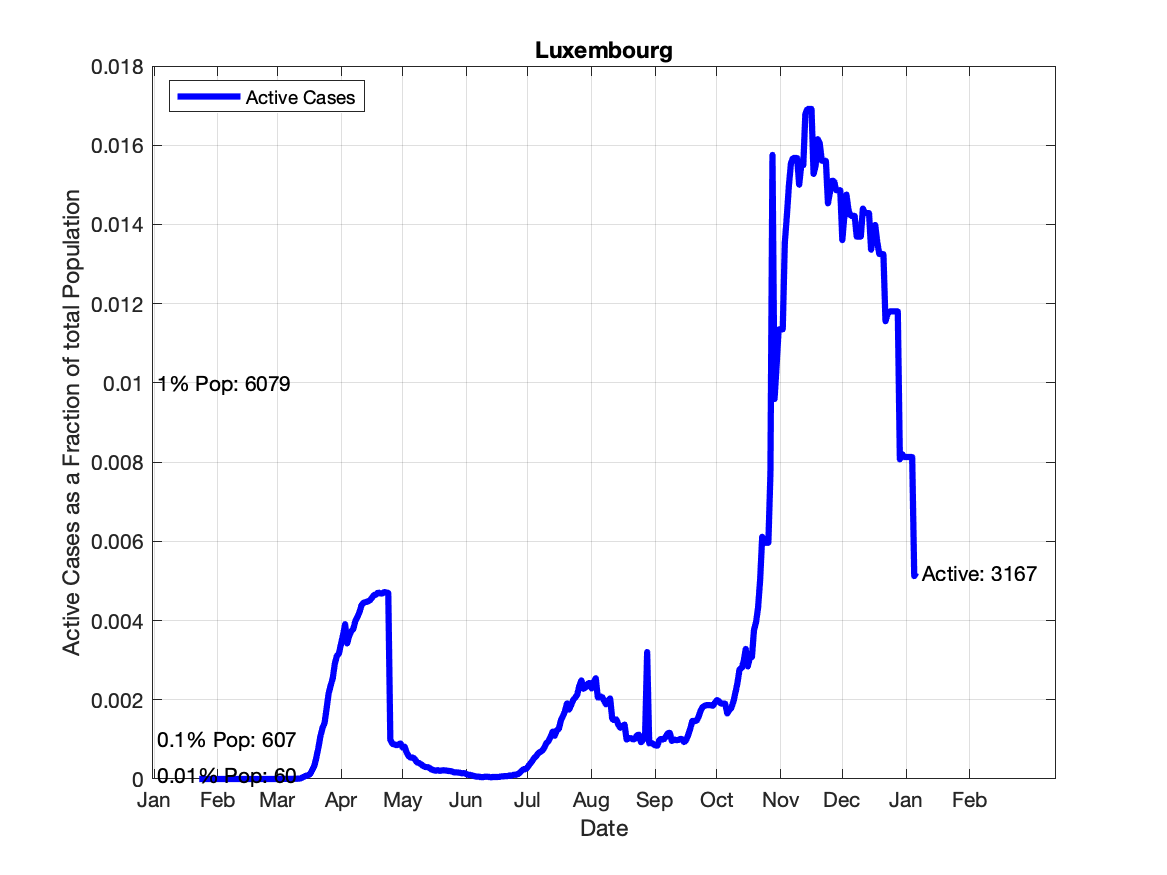 Luxembourg
Active Cases
0.018
0.016
0.014
0.012
0.01
0.008
0.006
0.004
0.002
0
Active Cases as a Fraction of total Population
1% Pop: 6079
0.1% Pop: 607
0.01% Pop: 60
Active: 3167
Jan Feb Mar Apr May Jun Jul Aug Sep Oct Nov Dec Jan Feb
Date